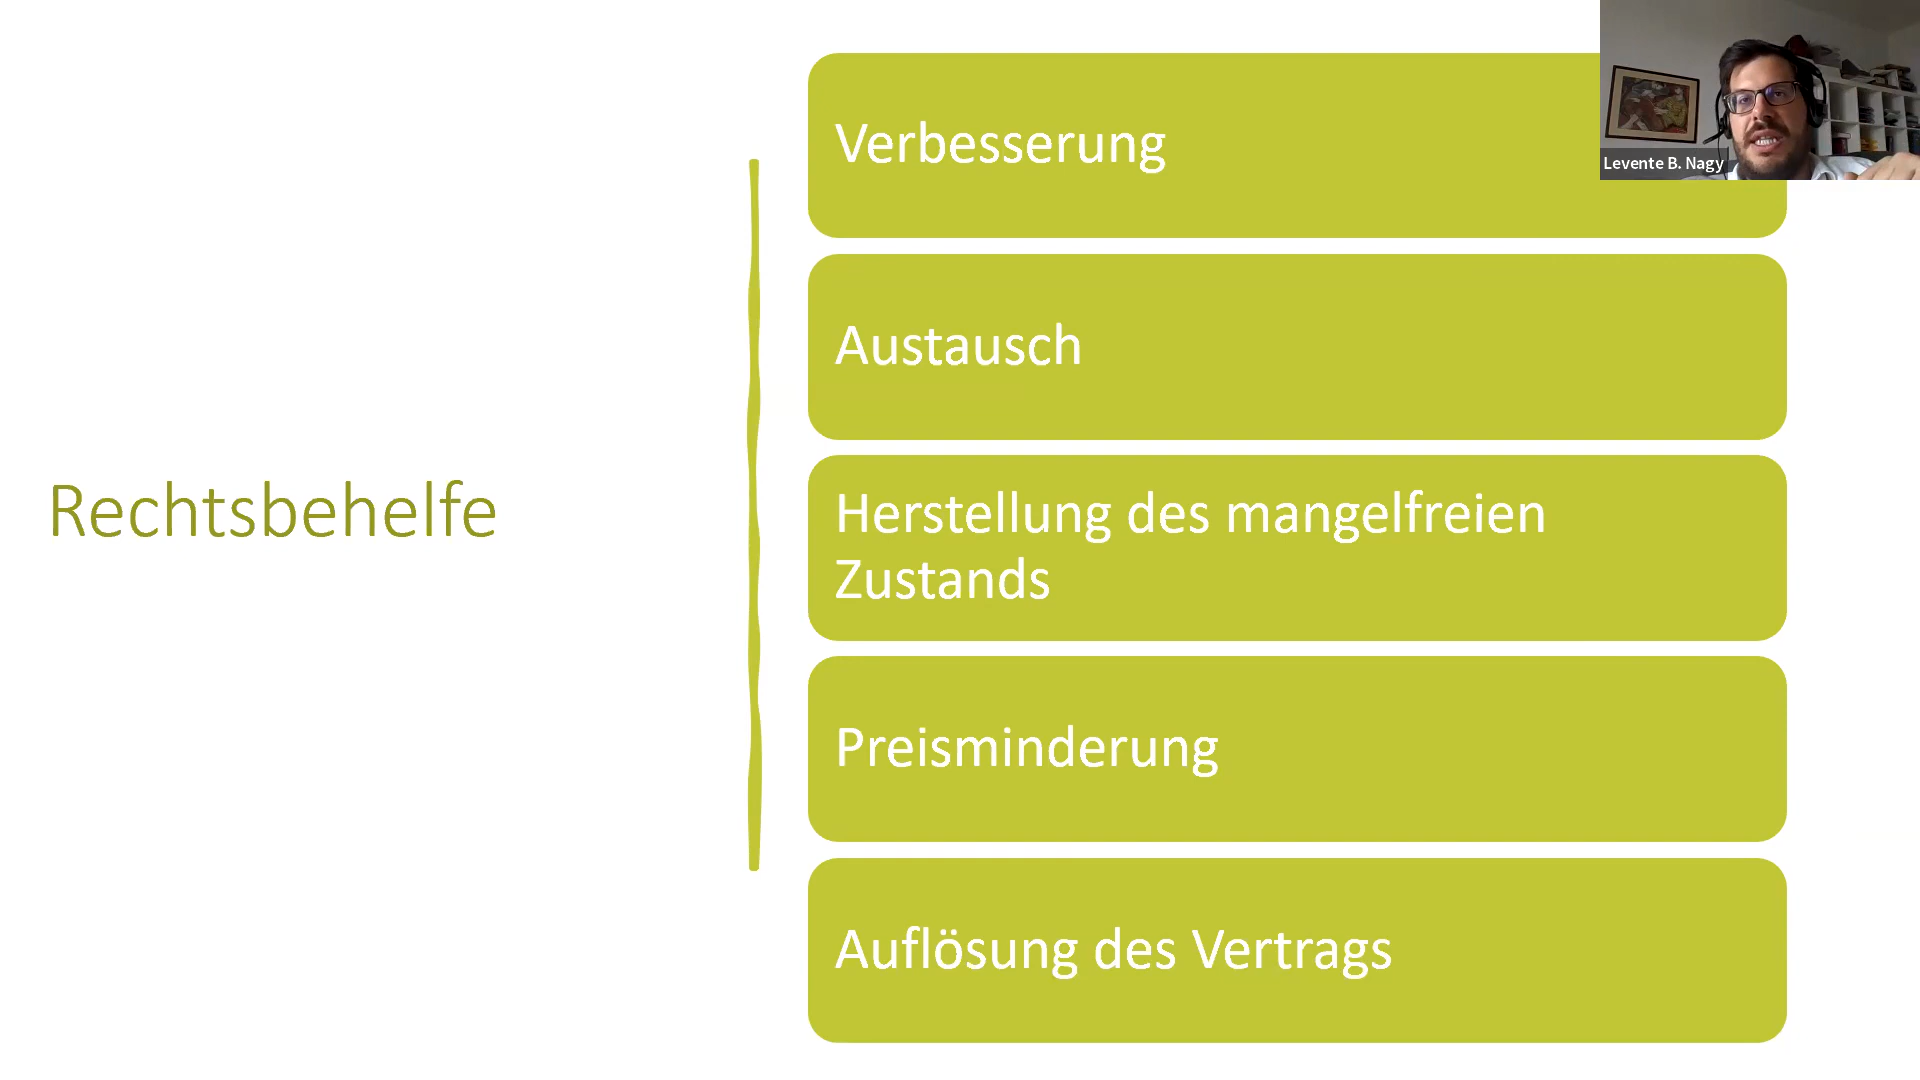 Rechtsbehelfe
Verbesserung
Austausch
Herstellung des mangelfreien
Zustands
Preisminderung
Auflösung des Vertrags
Levente B. Nagy